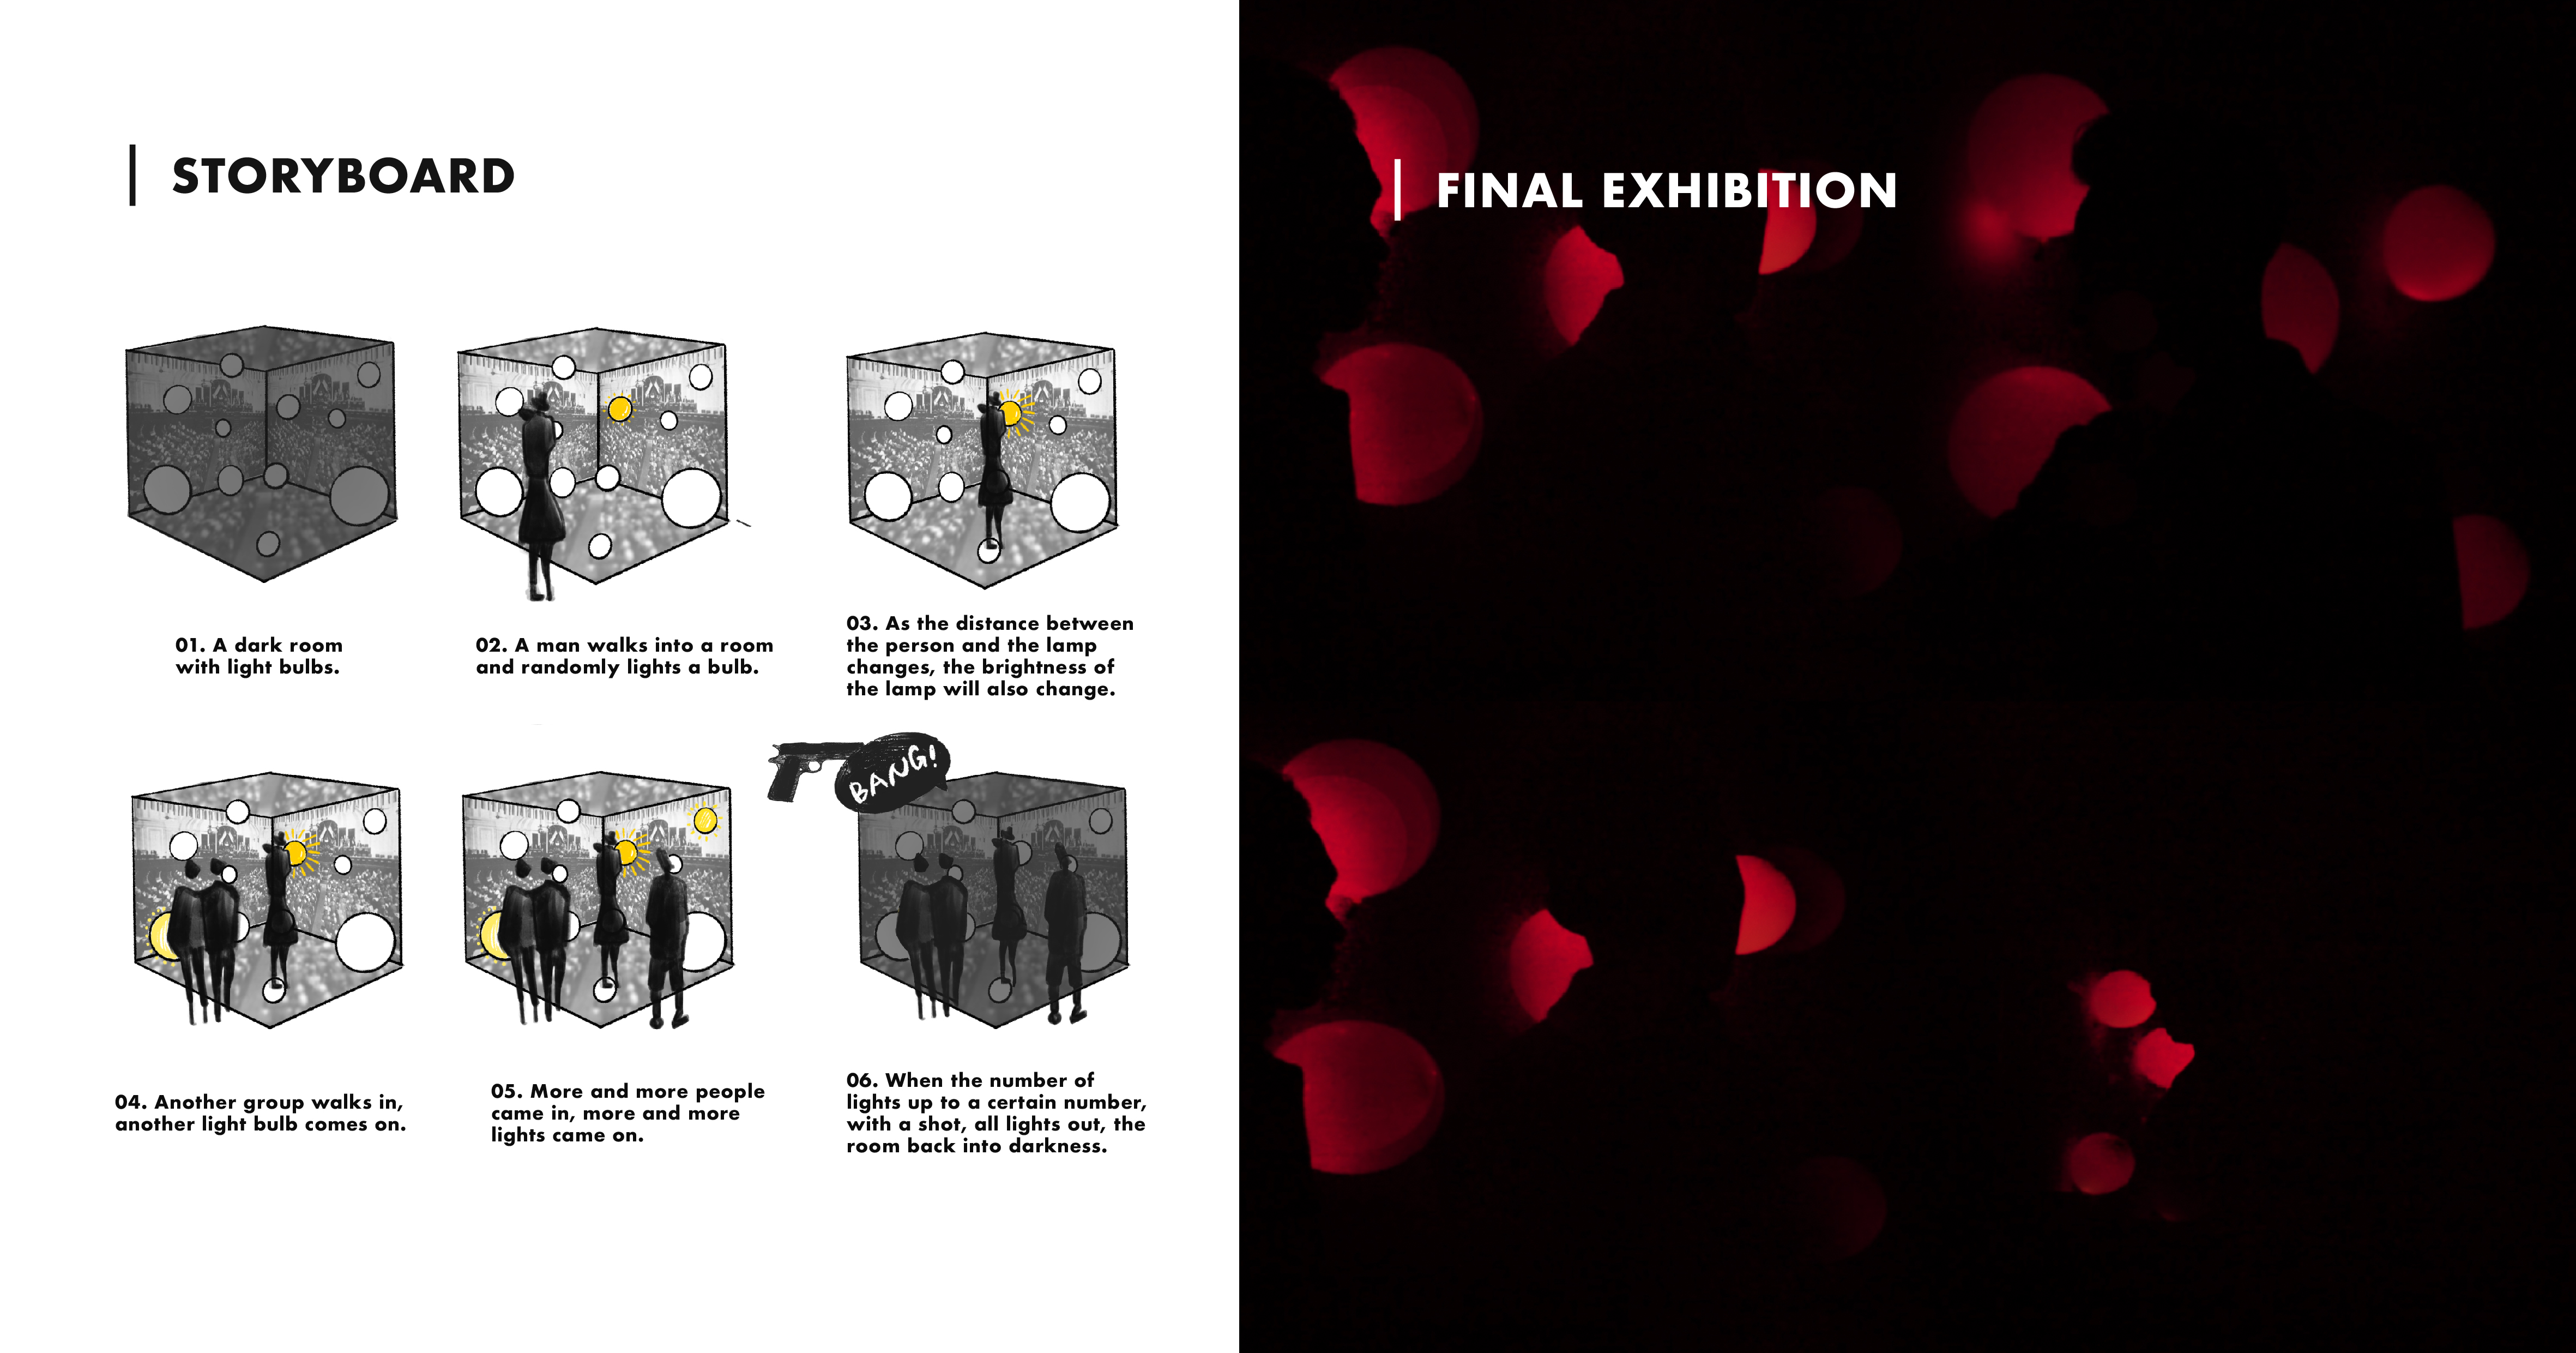 STORYBOARD
01. A dark room
with light bulbs.
02. A man walks into a room
and randomly lights a bulb.
03. As the distance between
the person and the lamp
changes, the brightness of
the lamp will also change.
BANG!
04. Another group walks in,
another light bulb comes on.
05. More and more people
came in, more and more
lights came on.
06. When the number of
lights up to a certain number,
with a shot, all lights out, the
room back into darkness.
FINAL EXHIBITION